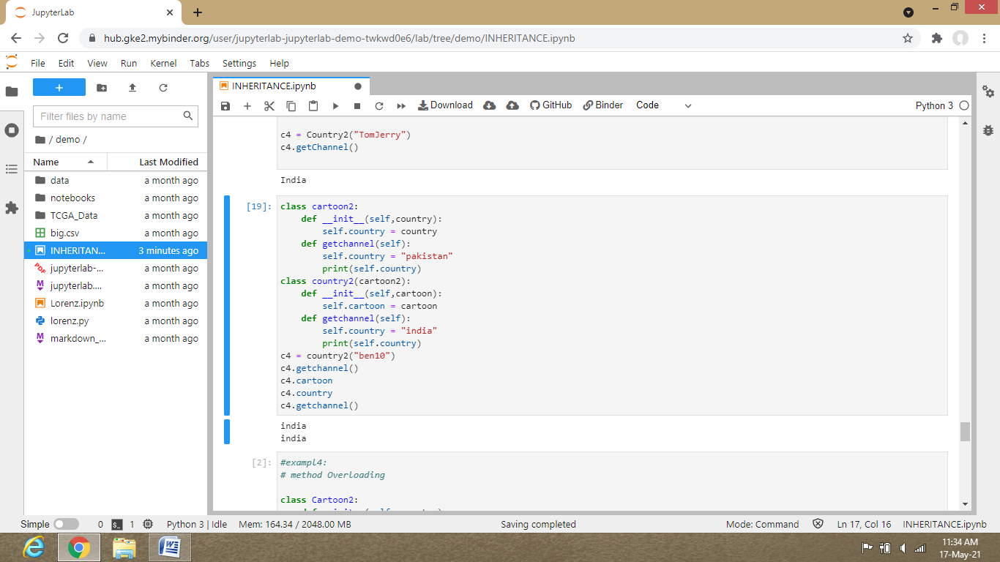 JupyterLab
hub.gke2.mybinder.org/user/jupyterlab-jupyterlab-demo-twkwd0e6/lab/tree/demo/INHERITANCE.ipynb
File Edit View Run Kernel Tabs Settings Help
Filter files by name
/ demo /
Name Last Modified
data a month ago
notebooks a month ago
TCGA_Data a month ago
big.csv a month ago
INHERITAN... 3 minutes ago
jupyterlab-... a month ago
jupyterlab.... a month ago
Lorenz.ipynb a month ago
lorenz.py a month ago
markdown_... a month ago
INHERITANCE.ipynb
Download GitHub Binder Code Python 3
c4 = Country2("TomJerry")
c4.getChannel()
India
[19]:
class cartoon2:
    def __init__(self,country):
        self.country = country
    def getchannel(self):
        self.country = "pakistan"
        print(self.country)
class country2(cartoon2):
    def __init__(self,cartoon):
        self.cartoon = cartoon
    def getchannel(self):
        self.country = "india"
        print(self.country)
c4 = country2("ben10")
c4.getchannel()
c4.cartoon
c4.country
c4.getchannel()
india
india
[2]:
#exampl4:
# method Overloading
class Cartoon2:
Simple 0 $_ 1 Python 3 | Idle Mem: 164.34 / 2048.00 MB Saving completed Mode: Command Ln 17, Col 16 INHERITANCE.ipynb
11:34 AM
17-May-21